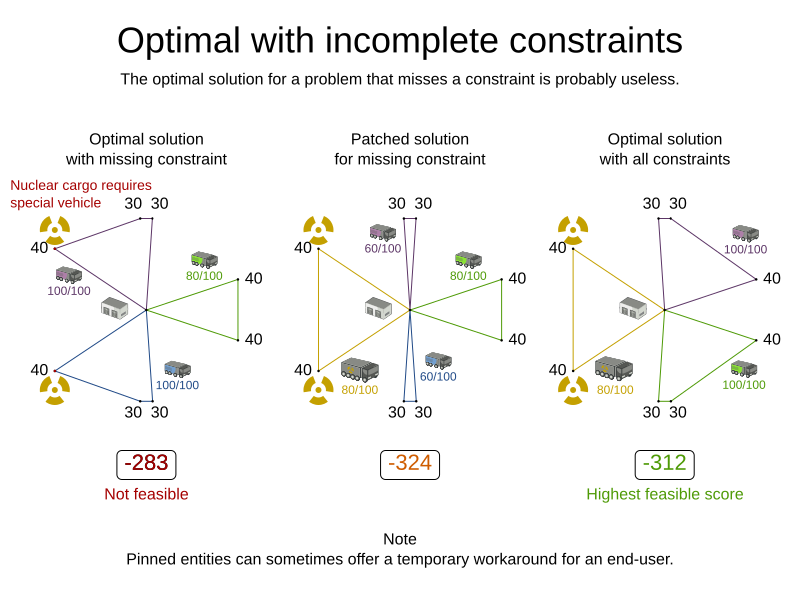 Optimal with incomplete constraints
The optimal solution for a problem that misses a constraint is probably useless.
Optimal solution
with missing constraint
Nuclear cargo requires
special vehicle
30 30
40
100/100
80/100
40
40
40
100/100
30 30
-283
Not feasible
Patched solution
for missing constraint
30 30
40
60/100
80/100
40
40
40
80/100
60/100
30 30
-324
Optimal solution
with all constraints
30 30
40
100/100
40
40
40
80/100
100/100
30 30
-312
Highest feasible score
Note
Pinned entities can sometimes offer a temporary workaround for an end-user.